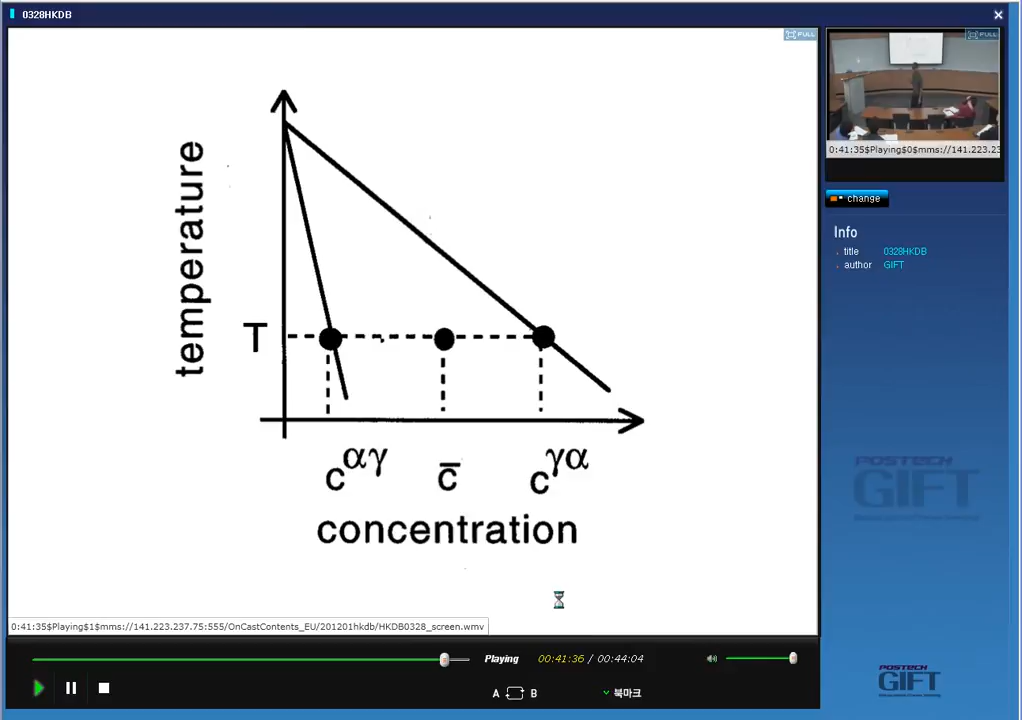 0328HKDB
FULL
FULL
temperature
T
c^αγ
c̄
c^γα
concentration
0:41:35$Playing$0$mms://141.223.23
change
Info
. title 0328HKDB
. author GIFT
POSTECH
GIFT
0:41:35$Playing$1$mms://141.223.237.75:555/OnCastContents_EU/201201hkdb/HKDB0328_screen.wmv
Playing 00:41:36 / 00:44:04
A B
북마크
POSTECH
GIFT